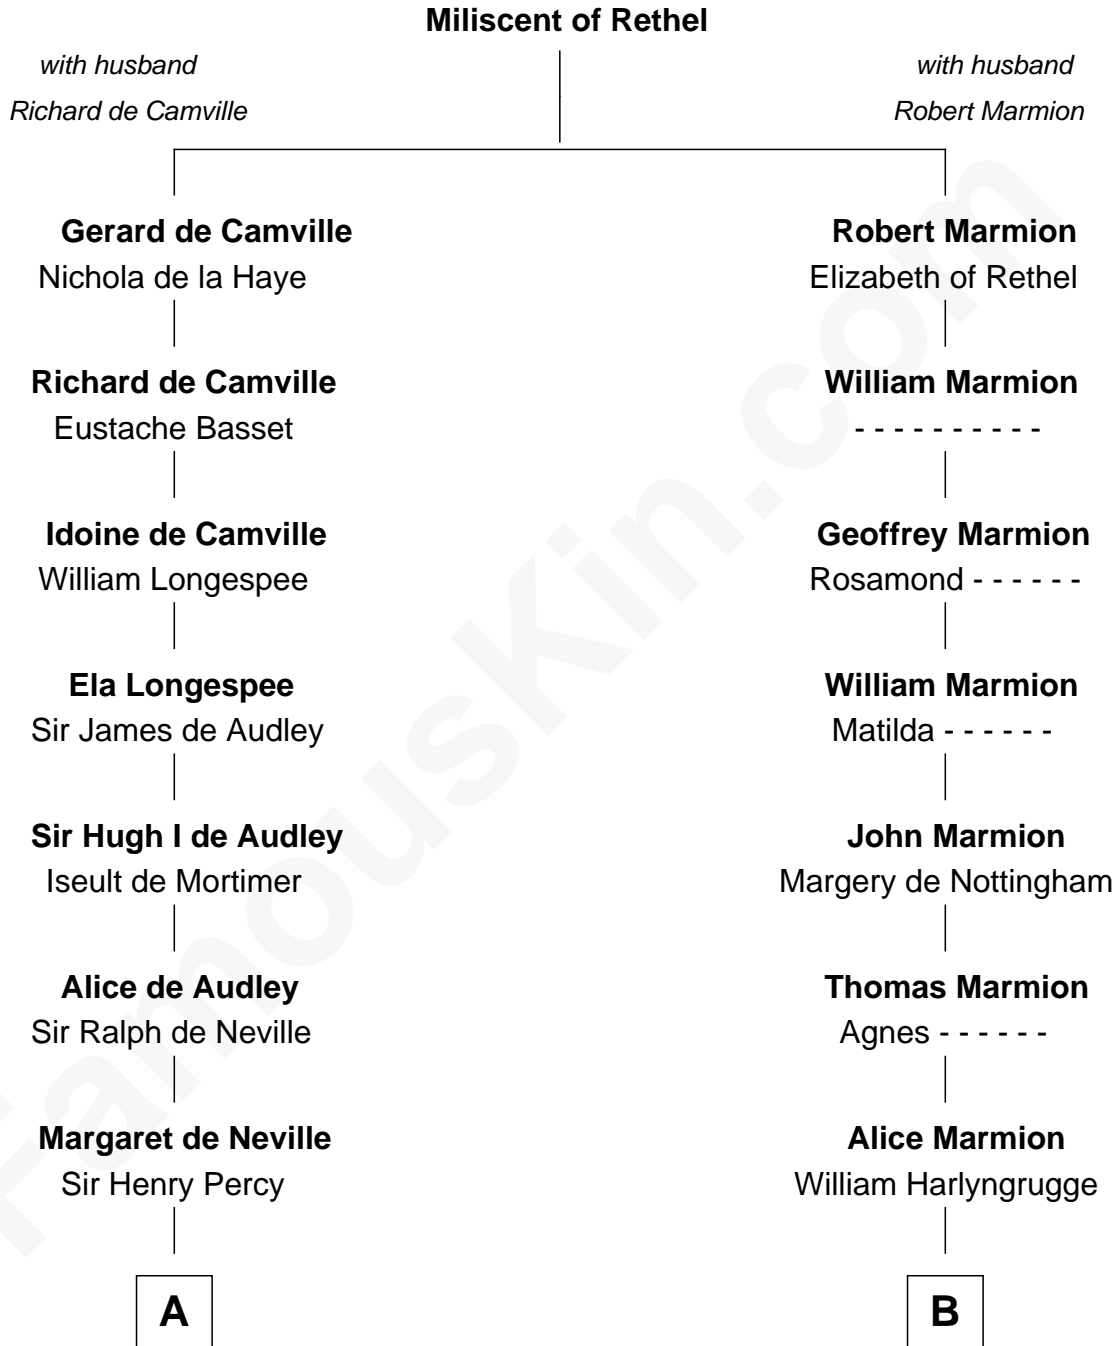 Miliscent of Rethel
with husband
Richard de Camville
with husband
Robert Marmion
Gerard de Camville
Nichola de la Haye
Robert Marmion
Elizabeth of Rethel
Richard de Camville
Eustache Basset
William Marmion
- - - - - - - - - -
Idoine de Camville
William Longespee
Geoffrey Marmion
Rosamond - - - - - -
Ela Longespee
Sir James de Audley
William Marmion
Matilda - - - - - -
Sir Hugh I de Audley
Iseult de Mortimer
John Marmion
Margery de Nottingham
Alice de Audley
Sir Ralph de Neville
Thomas Marmion
Agnes - - - - - -
Margaret de Neville
Sir Henry Percy
Alice Marmion
William Harlyngrugge
A
B
FamousKin.com